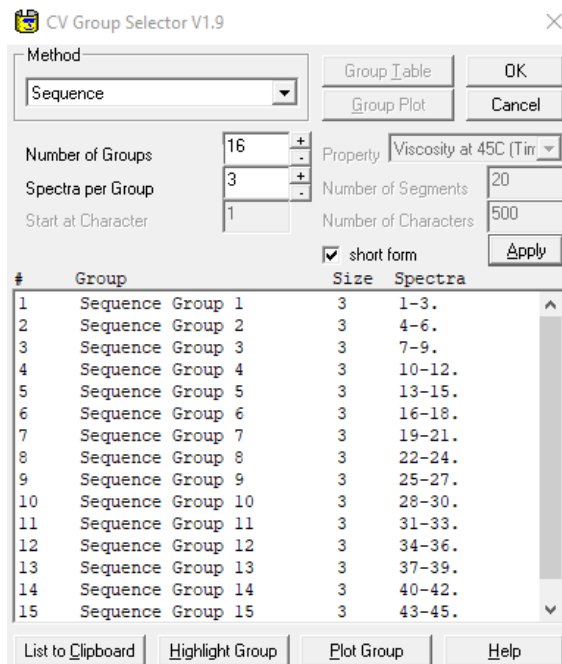 CV Group Selector V1.9
Method
Sequence
Group Table
OK
Group Plot
Cancel
Number of Groups 16 + -
Property Viscosity at 45C (Tim
Spectra per Group 3 + -
Number of Segments 20
Start at Character 1
Number of Characters 500
short form
Apply
# Group Size Spectra
1 Sequence Group 1 3 1-3.
2 Sequence Group 2 3 4-6.
3 Sequence Group 3 3 7-9.
4 Sequence Group 4 3 10-12.
5 Sequence Group 5 3 13-15.
6 Sequence Group 6 3 16-18.
7 Sequence Group 7 3 19-21.
8 Sequence Group 8 3 22-24.
9 Sequence Group 9 3 25-27.
10 Sequence Group 10 3 28-30.
11 Sequence Group 11 3 31-33.
12 Sequence Group 12 3 34-36.
13 Sequence Group 13 3 37-39.
14 Sequence Group 14 3 40-42.
15 Sequence Group 15 3 43-45.
List to Clipboard Highlight Group Plot Group Help